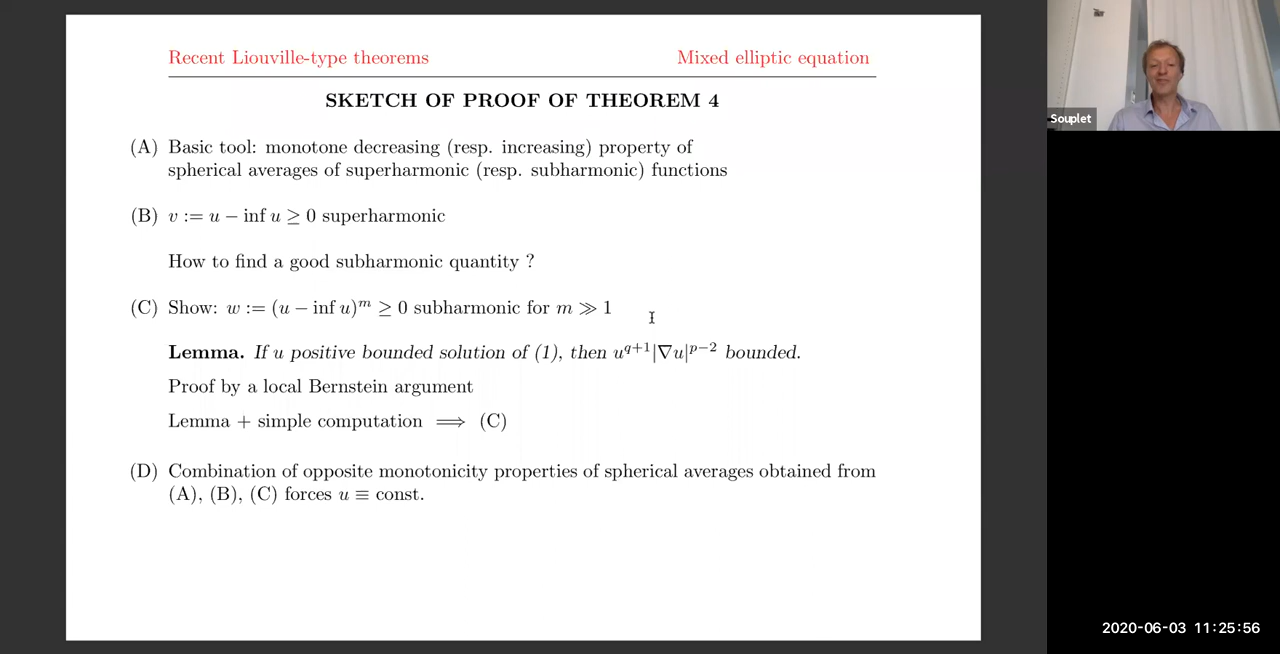 Recent Liouville-type theorems Mixed elliptic equation
SKETCH OF PROOF OF THEOREM 4
(A) Basic tool: monotone decreasing (resp. increasing) property of
spherical averages of superharmonic (resp. subharmonic) functions
(B) v := u − inf u ≥ 0 superharmonic
How to find a good subharmonic quantity ?
(C) Show: w := (u − inf u)^m ≥ 0 subharmonic for m ≫ 1
Lemma. If u positive bounded solution of (1), then u^{q+1}|∇u|^{p−2} bounded.
Proof by a local Bernstein argument
Lemma + simple computation ⟹ (C)
(D) Combination of opposite monotonicity properties of spherical averages obtained from
(A), (B), (C) forces u ≡ const.
Souplet
2020-06-03 11:25:56